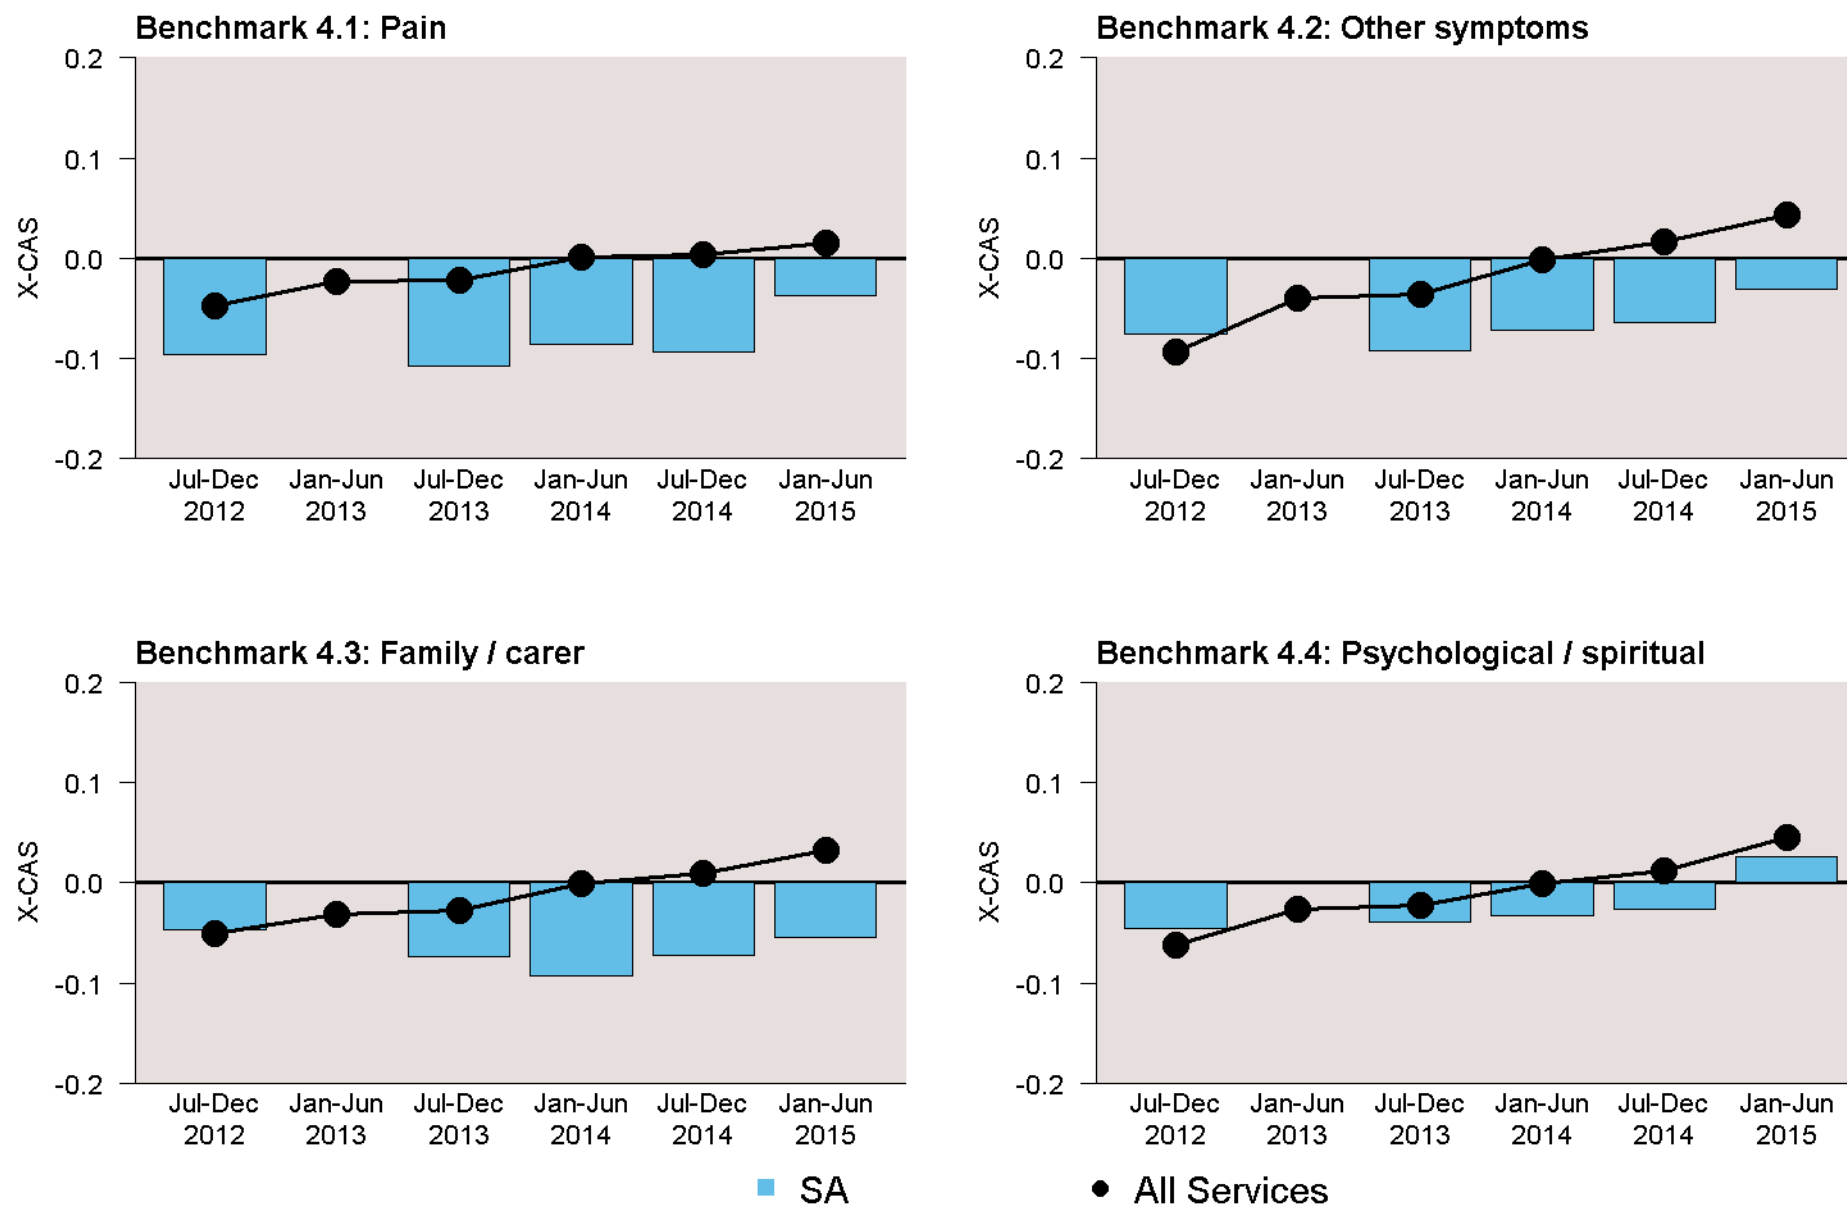 Benchmark 4.1: Pain
X-CAS
0.2
0.1
0.0
-0.1
-0.2
Jul-Dec Jan-Jun Jul-Dec Jan-Jun Jul-Dec Jan-Jun
2012 2013 2013 2014 2014 2015
Benchmark 4.2: Other symptoms
X-CAS
0.2
0.1
0.0
-0.1
-0.2
Jul-Dec Jan-Jun Jul-Dec Jan-Jun Jul-Dec Jan-Jun
2012 2013 2013 2014 2014 2015
Benchmark 4.3: Family / carer
X-CAS
0.2
0.1
0.0
-0.1
-0.2
Jul-Dec Jan-Jun Jul-Dec Jan-Jun Jul-Dec Jan-Jun
2012 2013 2013 2014 2014 2015
Benchmark 4.4: Psychological / spiritual
X-CAS
0.2
0.1
0.0
-0.1
-0.2
Jul-Dec Jan-Jun Jul-Dec Jan-Jun Jul-Dec Jan-Jun
2012 2013 2013 2014 2014 2015
SA
All Services